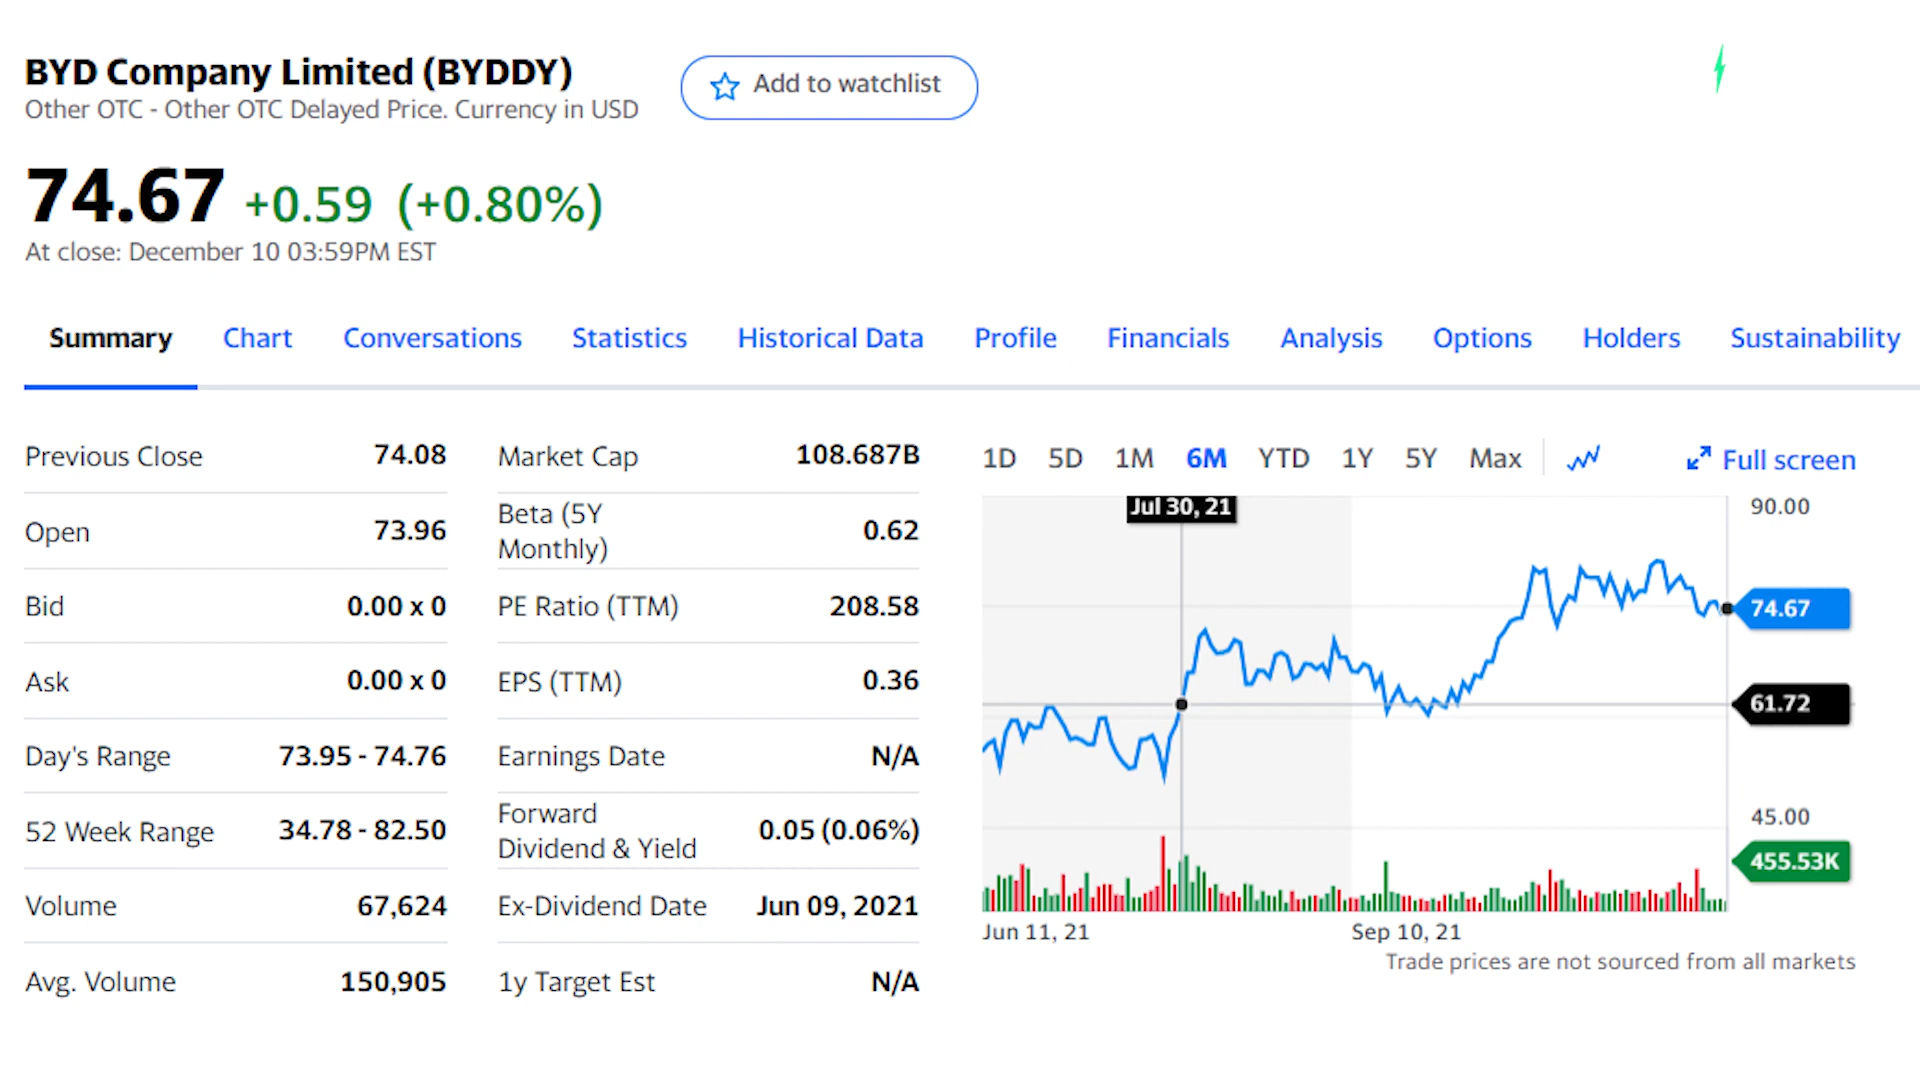 BYD Company Limited (BYDDY)
Add to watchlist
Other OTC - Other OTC Delayed Price. Currency in USD
74.67 +0.59 (+0.80%)
At close: December 10 03:59PM EST
Summary Chart Conversations Statistics Historical Data Profile Financials Analysis Options Holders Sustainability
Previous Close 74.08
Open 73.96
Bid 0.00 x 0
Ask 0.00 x 0
Day's Range 73.95 - 74.76
52 Week Range 34.78 - 82.50
Volume 67,624
Avg. Volume 150,905
Market Cap 108.687B
Beta (5Y
Monthly) 0.62
PE Ratio (TTM) 208.58
EPS (TTM) 0.36
Earnings Date N/A
Forward
Dividend & Yield 0.05 (0.06%)
Ex-Dividend Date Jun 09, 2021
1y Target Est N/A
1D 5D 1M 6M YTD 1Y 5Y Max Full screen
Jul 30, 21
90.00
74.67
61.72
45.00
455.53K
Jun 11, 21 Sep 10, 21
Trade prices are not sourced from all markets